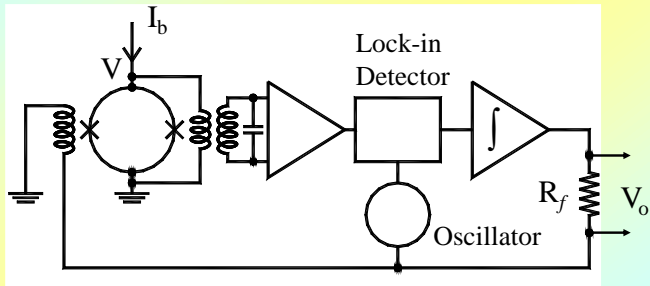 I_b
V
Lock-in
Detector
∫
R_f
V_o
Oscillator